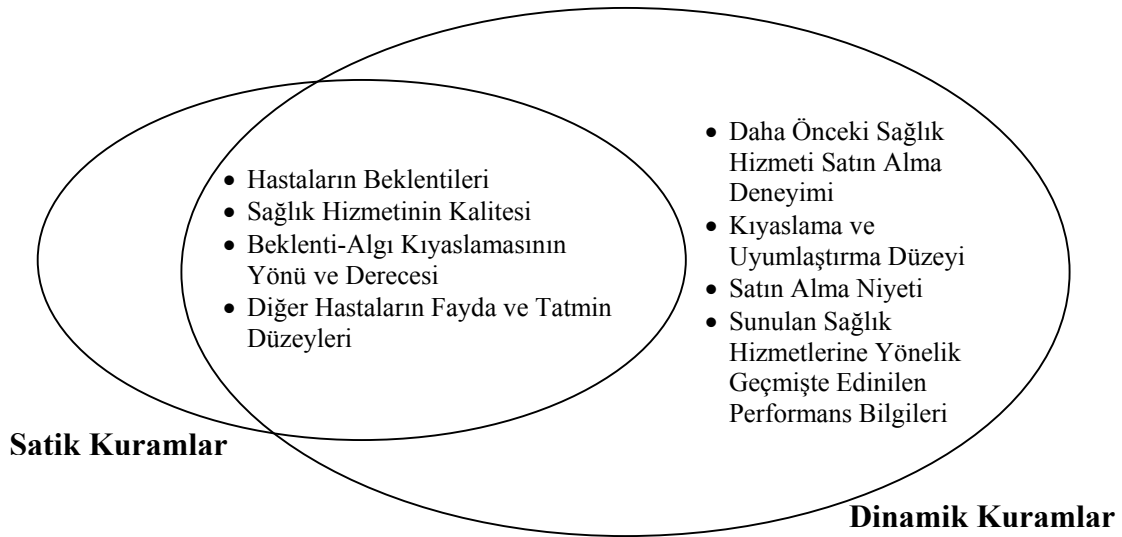 • Hastaların Beklentileri
• Sağlık Hizmetinin Kalitesi
• Beklenti-Algı Kıyaslamasının
Yönü ve Derecesi
• Diğer Hastaların Fayda ve Tatmin
Düzeyleri
• Daha Önceki Sağlık
Hizmeti Satın Alma
Deneyimi
• Kıyaslama ve
Uyumlaştırma Düzeyi
• Satın Alma Niyeti
• Sunulan Sağlık
Hizmetlerine Yönelik
Geçmişte Edinilen
Performans Bilgileri
Satik Kuramlar
Dinamik Kuramlar